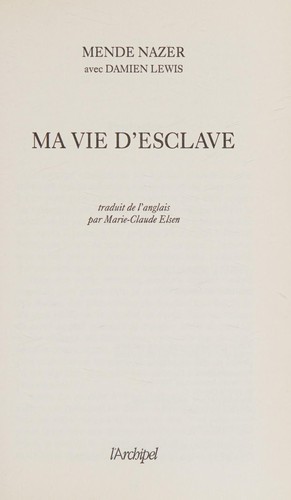 MENDE NAZER
avec DAMIEN LEWIS
MA VIE D'ESCLAVE
traduit de l'anglais
par Marie-Claude Elsen
l'Archipel